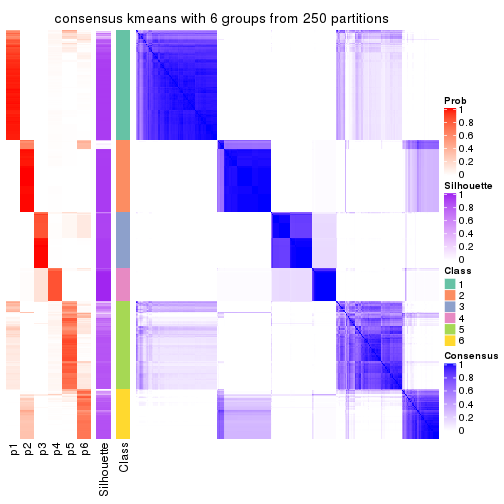 consensus kmeans with 6 groups from 250 partitions
Prob
1
0.8
0.6
0.4
0.2
0
Silhouette
1
0.8
0.6
0.4
0.2
0
Class
1
2
3
4
5
6
Consensus
1
0.8
0.6
0.4
0.2
0
p1
p2
p3
p4
p5
p6
Silhouette
Class